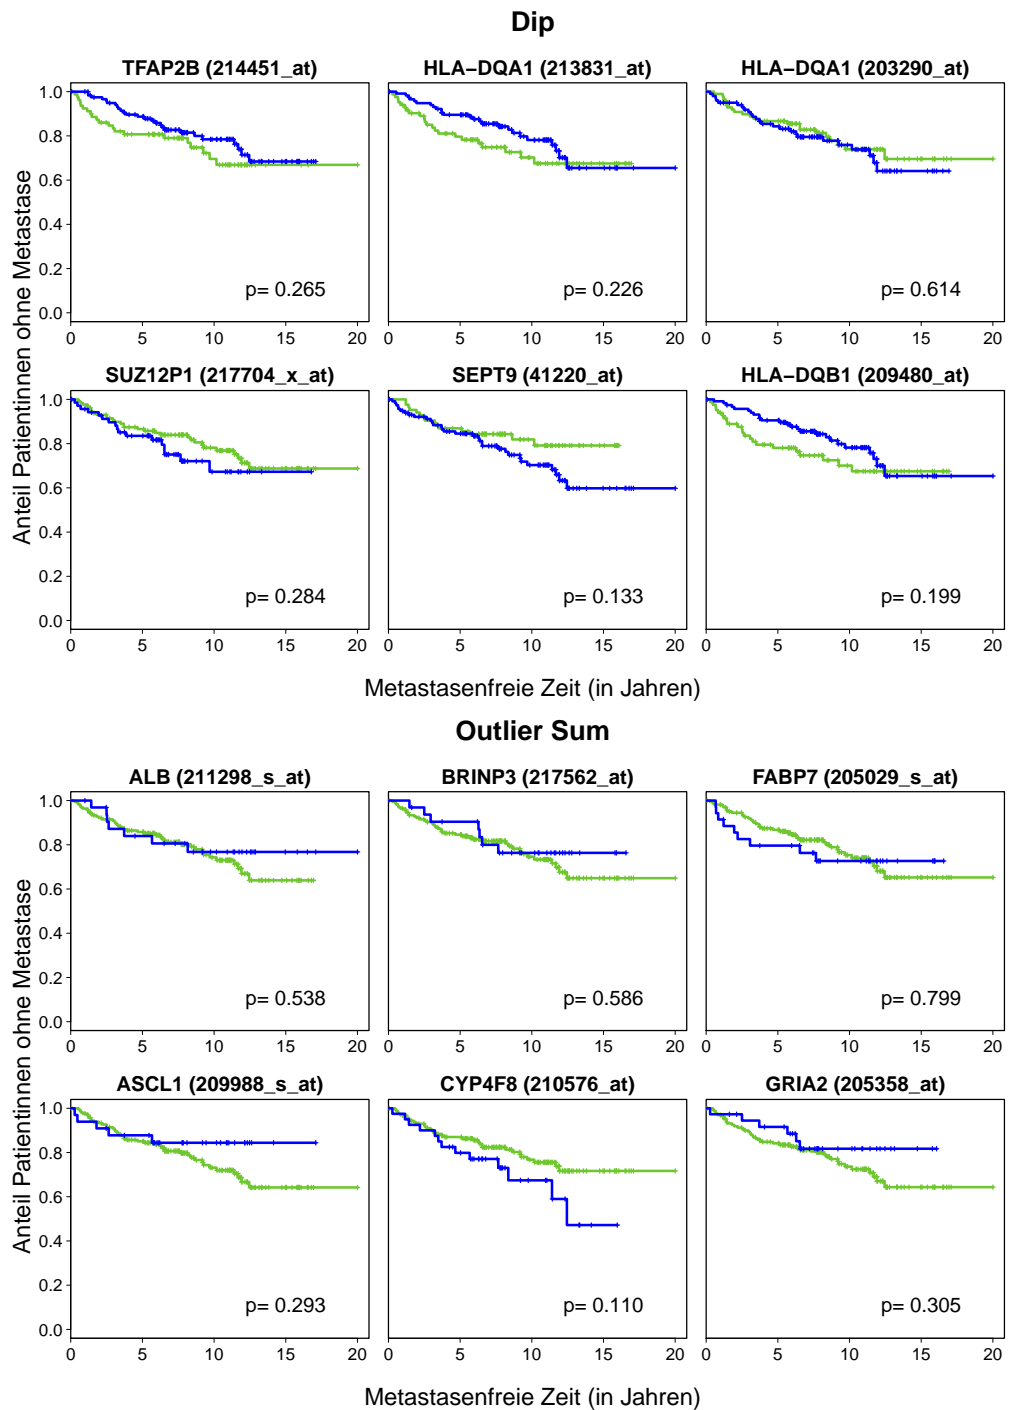 Dip
TFAP2B (214451_at) HLA−DQA1 (213831_at) HLA−DQA1 (203290_at)
1.0
0.8
0.6
0.4
0.2
0.0
p= 0.265 p= 0.226 p= 0.614
0 5 10 15 20 0 5 10 15 20 0 5 10 15 20
SUZ12P1 (217704_x_at) SEPT9 (41220_at) HLA−DQB1 (209480_at)
1.0
0.8
0.6
0.4
0.2
0.0
p= 0.284 p= 0.133 p= 0.199
0 5 10 15 20 0 5 10 15 20 0 5 10 15 20
Anteil Patientinnen ohne Metastase
Metastasenfreie Zeit (in Jahren)
Outlier Sum
ALB (211298_s_at) BRINP3 (217562_at) FABP7 (205029_s_at)
1.0
0.8
0.6
0.4
0.2
0.0
p= 0.538 p= 0.586 p= 0.799
0 5 10 15 20 0 5 10 15 20 0 5 10 15 20
ASCL1 (209988_s_at) CYP4F8 (210576_at) GRIA2 (205358_at)
1.0
0.8
0.6
0.4
0.2
0.0
p= 0.293 p= 0.110 p= 0.305
0 5 10 15 20 0 5 10 15 20 0 5 10 15 20
Anteil Patientinnen ohne Metastase
Metastasenfreie Zeit (in Jahren)